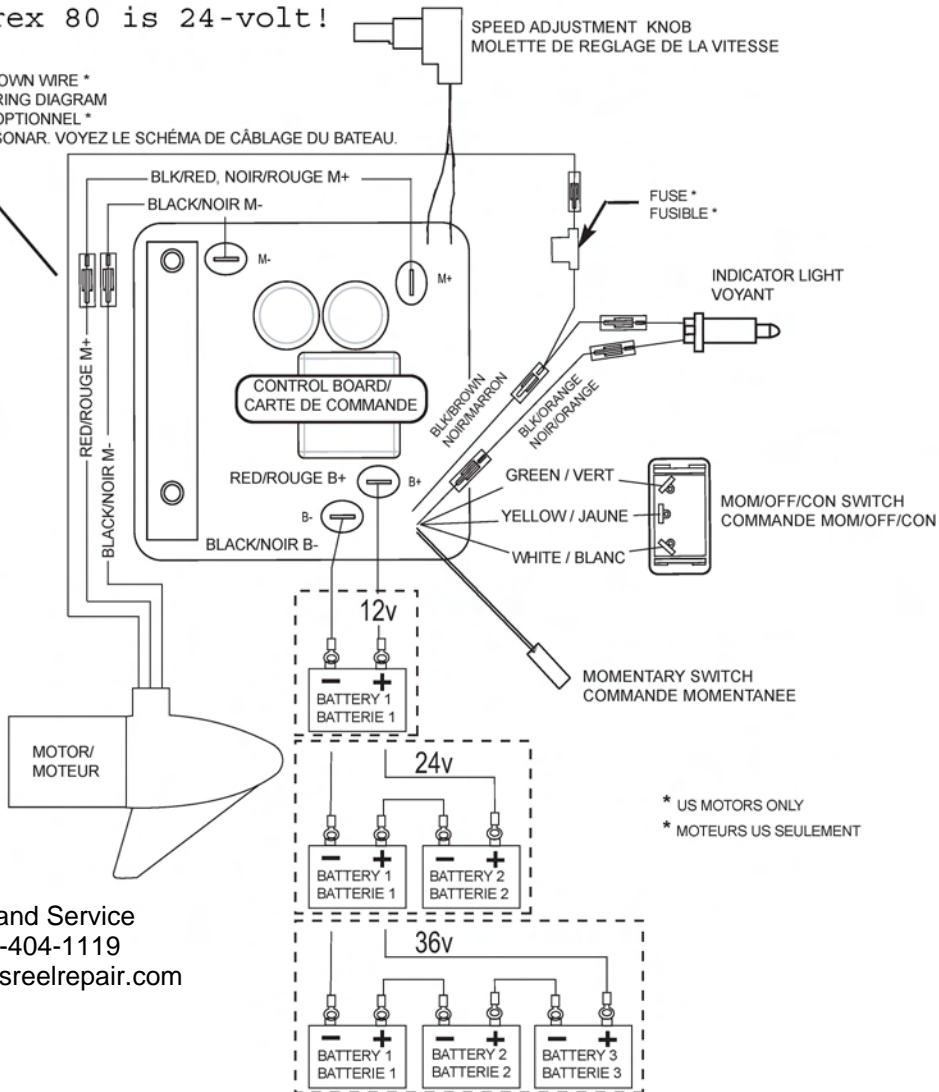 rex 80 is 24-volt!
SPEED ADJUSTMENT KNOB
MOLETTE DE REGLAGE DE LA VITESSE
OWN WIRE *
RING DIAGRAM
OPTIONNEL *
SONAR. VOYEZ LE SCHÉMA DE CÂBLAGE DU BATEAU.
BLK/RED, NOIR/ROUGE M+
BLACK/NOIR M-
FUSE *
FUSIBLE *
M-
M+
INDICATOR LIGHT
VOYANT
RED/ROUGE M+
BLACK/NOIR M-
CONTROL BOARD/
CARTE DE COMMANDE
BLK/BROWN
NOIR/MARRON
BLK/ORANGE
NOIR/ORANGE
RED/ROUGE B+
B+
B-
BLACK/NOIR B-
GREEN / VERT
YELLOW / JAUNE
WHITE / BLANC
MOM/OFF/CON SWITCH
COMMANDE MOM/OFF/CON
MOMENTARY SWITCH
COMMANDE MOMENTANEE
12v
- +
BATTERY 1
BATTERIE 1
MOTOR/
MOTEUR
24v
- +
BATTERY 1
BATTERIE 1
- +
BATTERY 2
BATTERIE 2
* US MOTORS ONLY
* MOTEURS US SEULEMENT
and Service
-404-1119
sreelrepair.com
36v
- +
BATTERY 1
BATTERIE 1
- +
BATTERY 2
BATTERIE 2
- +
BATTERY 3
BATTERIE 3